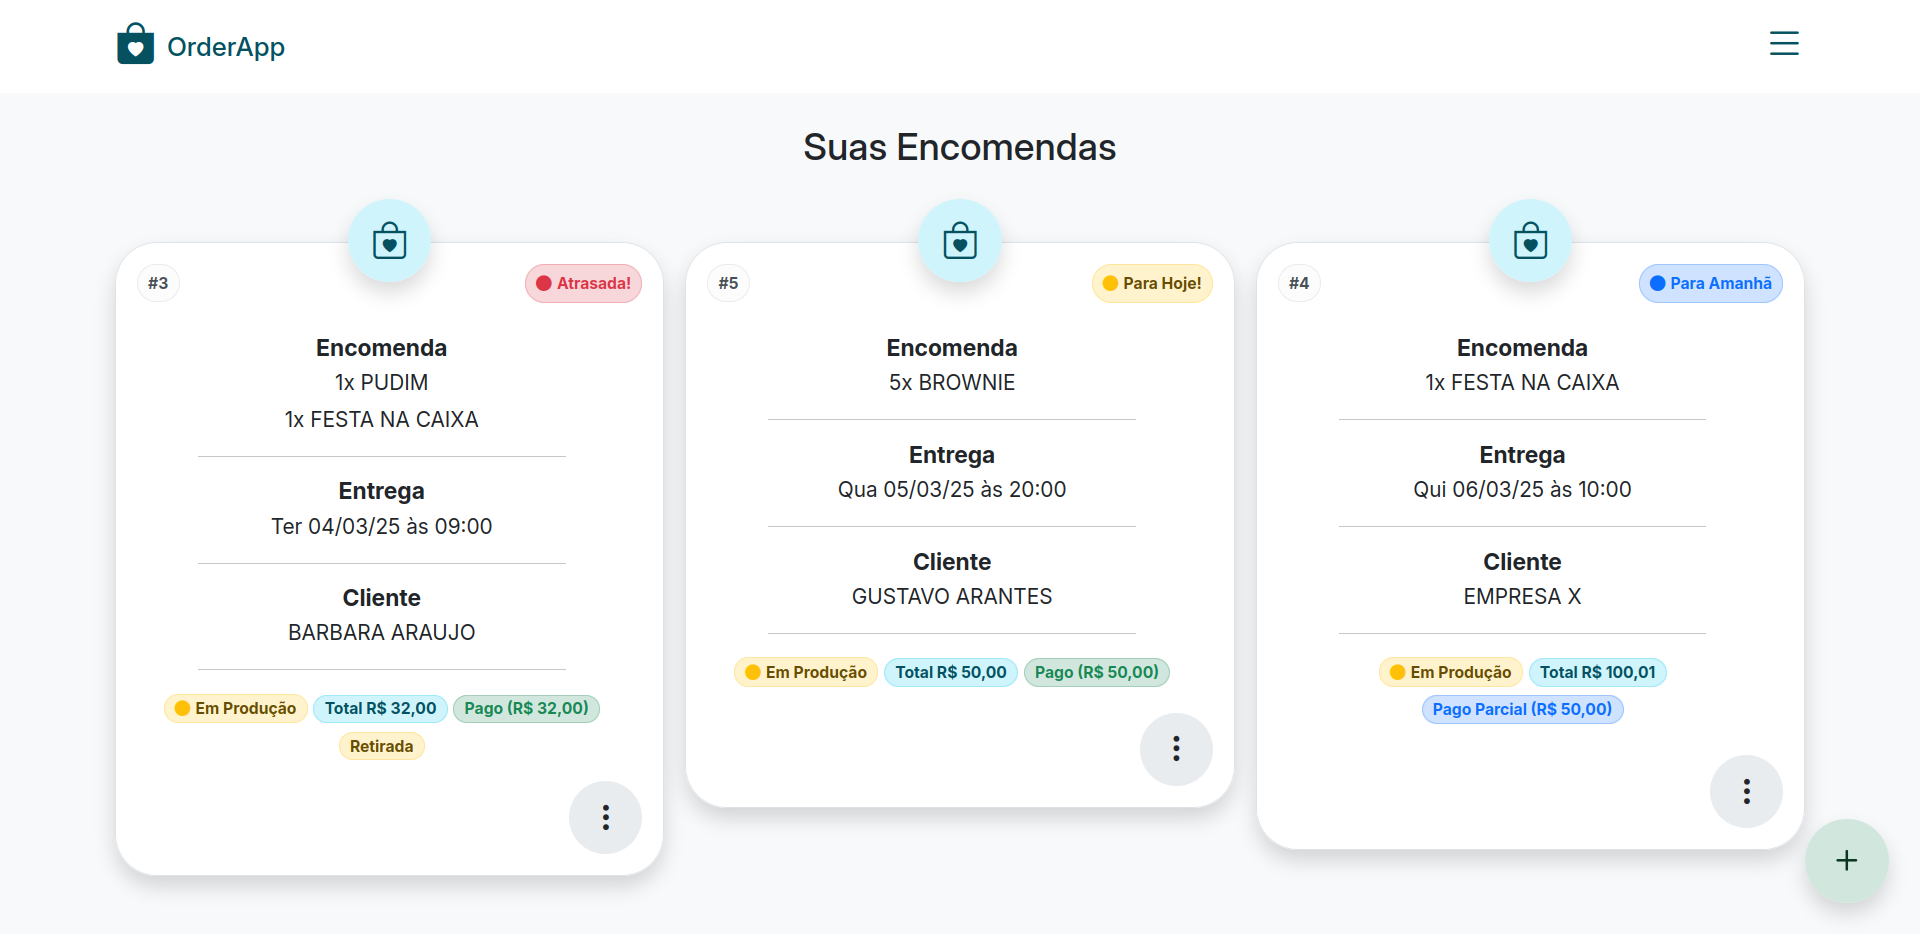 OrderApp
Suas Encomendas
#3
Atrasada!
Encomenda
1x PUDIM
1x FESTA NA CAIXA
Entrega
Ter 04/03/25 às 09:00
Cliente
BARBARA ARAUJO
Em Produção
Total R$ 32,00
Pago (R$ 32,00)
Retirada
#5
Para Hoje!
Encomenda
5x BROWNIE
Entrega
Qua 05/03/25 às 20:00
Cliente
GUSTAVO ARANTES
Em Produção
Total R$ 50,00
Pago (R$ 50,00)
#4
Para Amanhã
Encomenda
1x FESTA NA CAIXA
Entrega
Qui 06/03/25 às 10:00
Cliente
EMPRESA X
Em Produção
Total R$ 100,01
Pago Parcial (R$ 50,00)
+